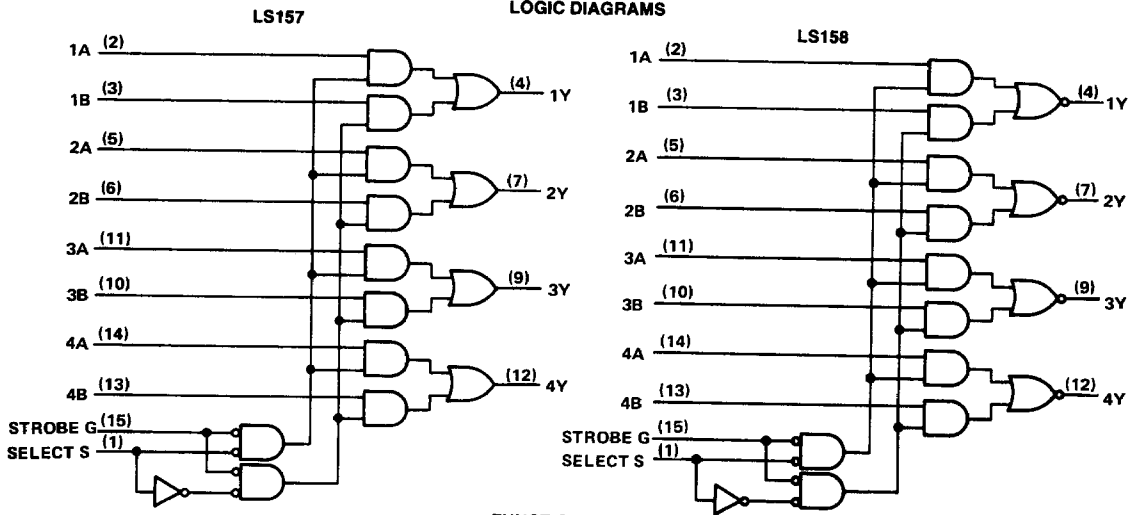 LOGIC DIAGRAMS
LS157
1A (2)
1B (3)
2A (5)
2B (6)
3A (11)
3B (10)
4A (14)
4B (13)
STROBE G (15)
SELECT S (1)
(4) 1Y
(7) 2Y
(9) 3Y
(12) 4Y
LS158
1A (2)
1B (3)
2A (5)
2B (6)
3A (11)
3B (10)
4A (14)
4B (13)
STROBE G (15)
SELECT S (1)
(4) 1Y
(7) 2Y
(9) 3Y
(12) 4Y